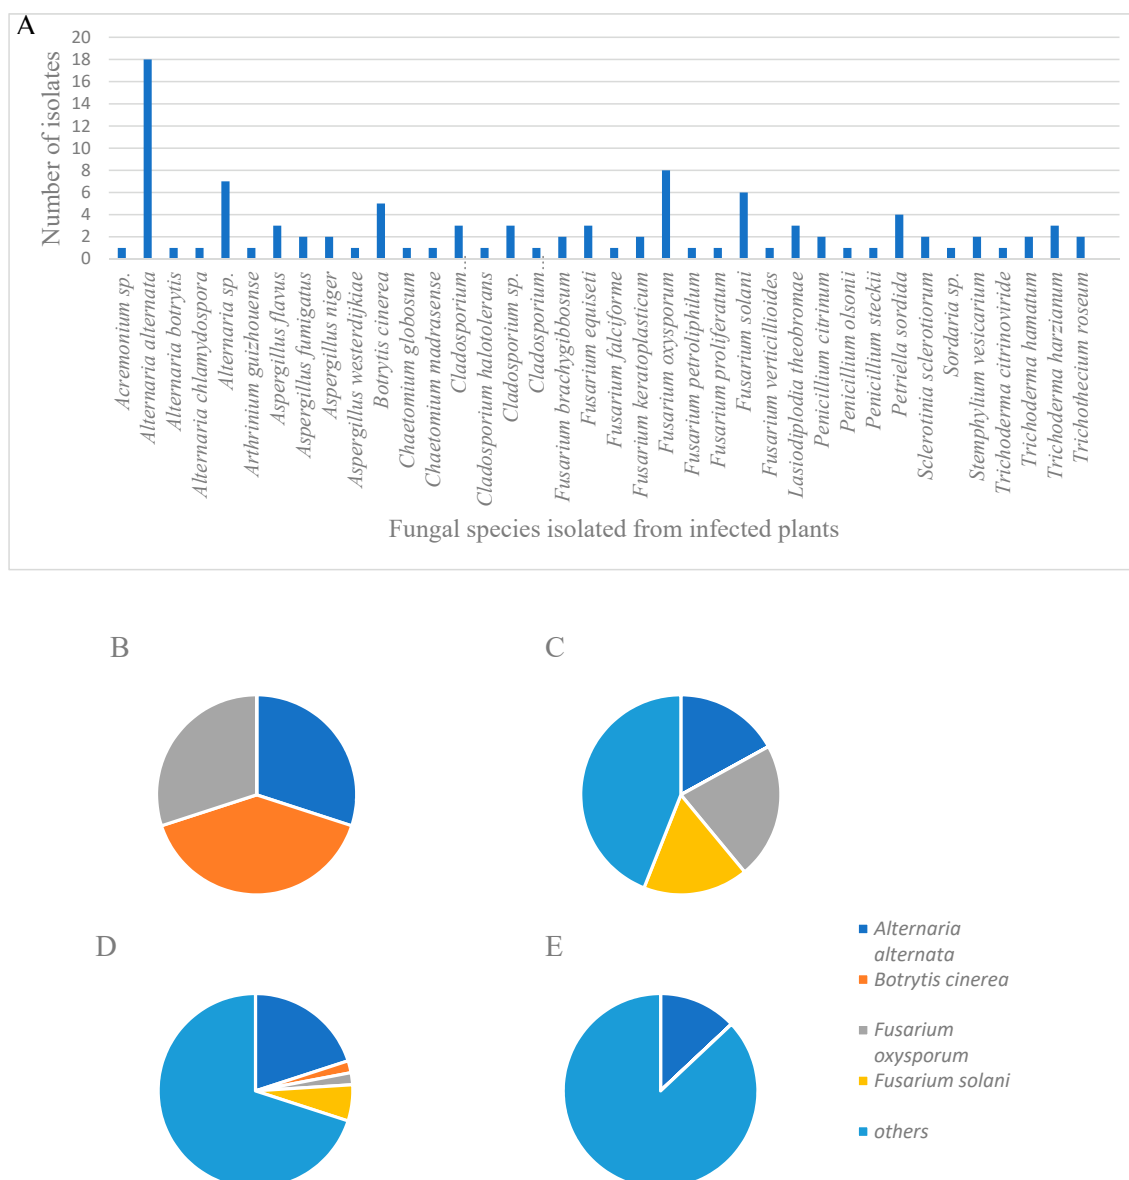 A
20
18
16
14
12
10
8
6
4
2
0
Number of isolates
Acremonium sp.
Alternaria alternata
Alternaria botrytis
Alternaria chlamydospora
Alternaria sp.
Arthrinium guizhouense
Aspergillus flavus
Aspergillus fumigatus
Aspergillus niger
Aspergillus westerdijkiae
Botrytis cinerea
Chaetomium globosum
Chaetomium madrasense
Cladosporium…
Cladosporium halotolerans
Cladosporium sp.
Cladosporium…
Fusarium brachygibbosum
Fusarium equiseti
Fusarium falciforme
Fusarium keratoplasticum
Fusarium oxysporum
Fusarium petroliphilum
Fusarium proliferatum
Fusarium solani
Fusarium verticillioides
Lasiodiplodia theobromae
Penicillium citrinum
Penicillium olsonii
Penicillium steckii
Petriella sordida
Sclerotinia sclerotiorum
Sordaria sp.
Stemphylium vesicarium
Trichoderma citrinoviride
Trichoderma hamatum
Trichoderma harzianum
Trichothecium roseum
Fungal species isolated from infected plants
B
C
D
E
Alternaria
alternata
Botrytis cinerea
Fusarium
oxysporum
Fusarium solani
others